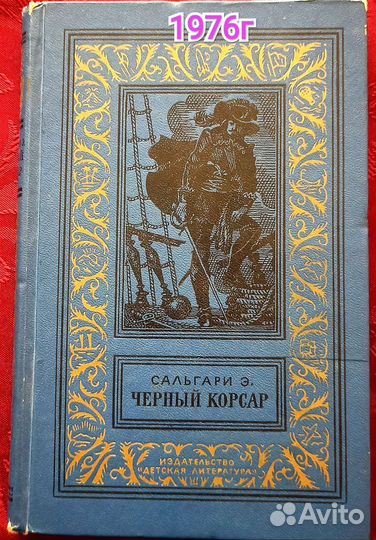 1976г
САЛЬГАРИ Э.
ЧЕРНЫЙ КОРСАР
ИЗДАТЕЛЬСТВО
"ДЕТСКАЯ ЛИТЕРАТУРА"
Avito